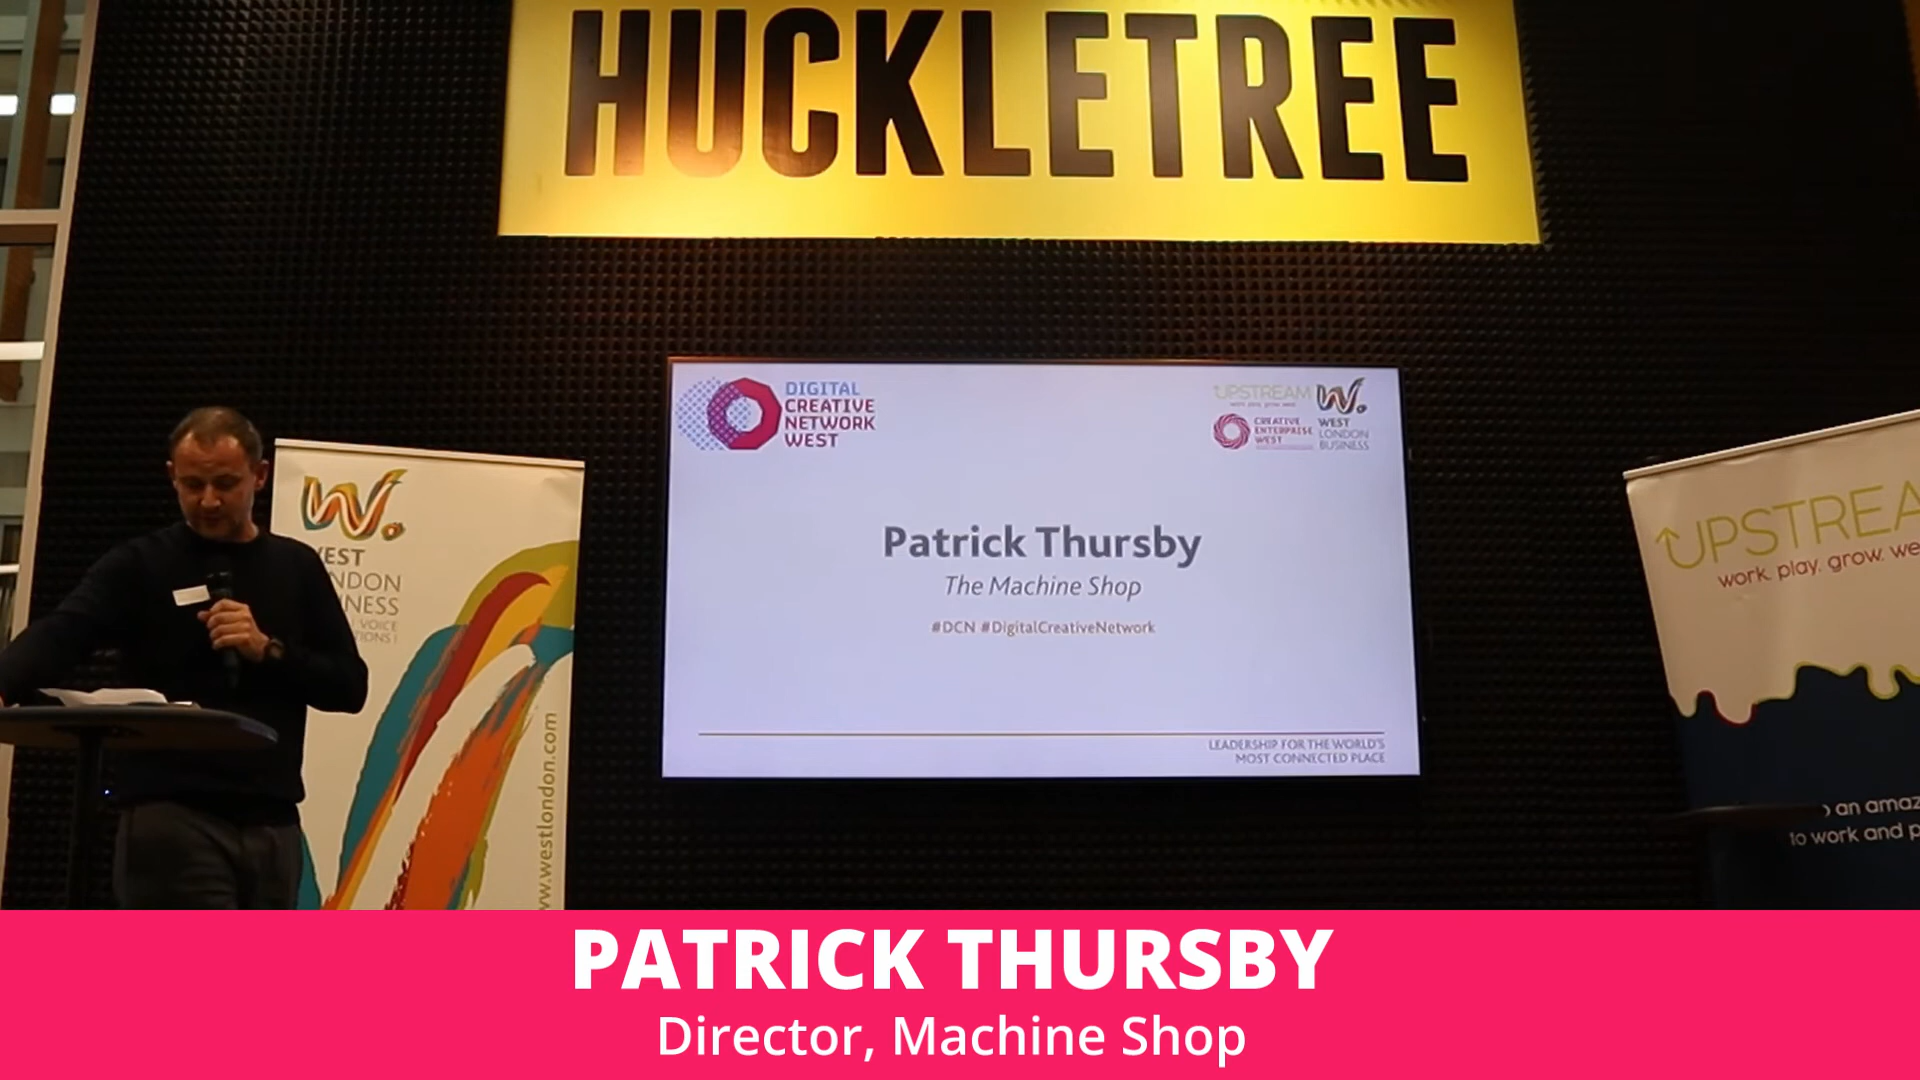 HUCKLETREE
DIGITAL
CREATIVE
NETWORK
WEST
UPSTREAM
W.
CREATIVE
ENTERPRISE
WEST
WEST
LONDON
BUSINESS
Patrick Thursby
The Machine Shop
#DCN #DigitalCreativeNetwork
LEADERSHIP FOR THE WORLD'S
MOST CONNECTED PLACE
W.
EST
NDON
NESS
VOICE
TIONS!
w.westlondon.com
UPSTREA
work. play. grow. we
an amaz
to work and p
PATRICK THURSBY
Director, Machine Shop